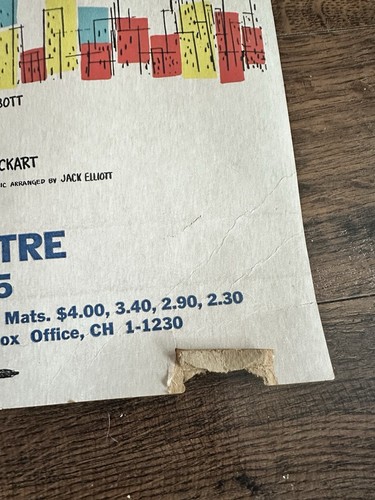 BOTT
CKART
IC ARRANGED BY JACK ELLIOTT
TRE
5
Mats. $4.00, 3.40, 2.90, 2.30
ox Office, CH 1-1230